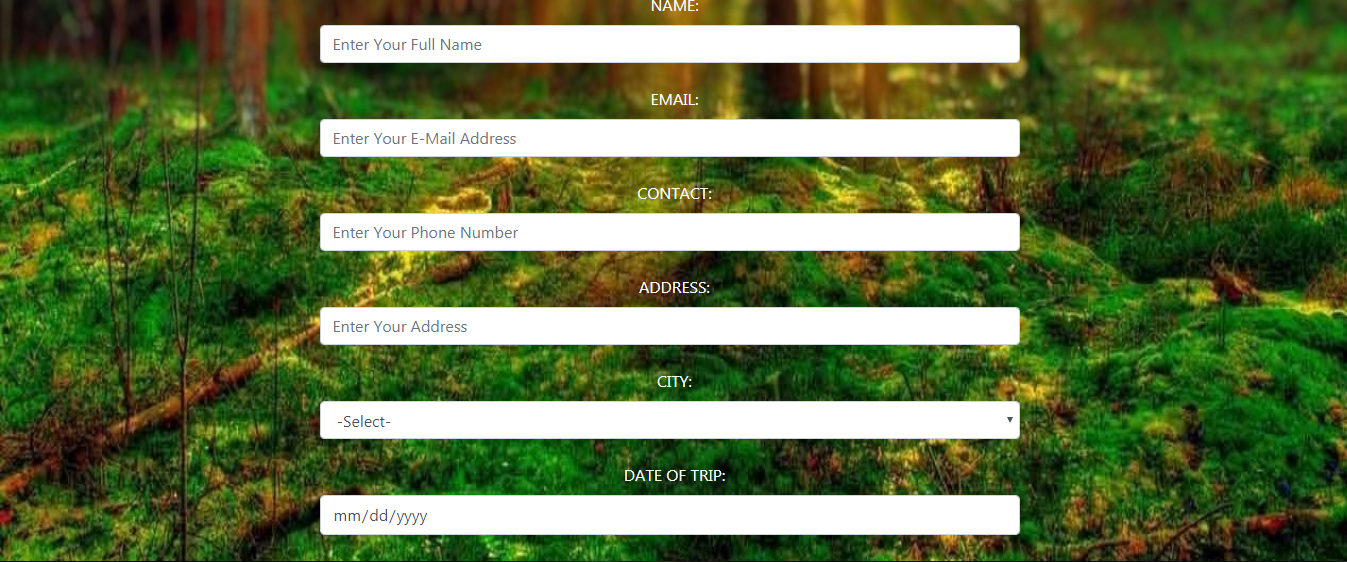 NAME:
Enter Your Full Name
EMAIL:
Enter Your E-Mail Address
CONTACT:
Enter Your Phone Number
ADDRESS:
Enter Your Address
CITY:
-Select-
DATE OF TRIP:
mm/dd/yyyy